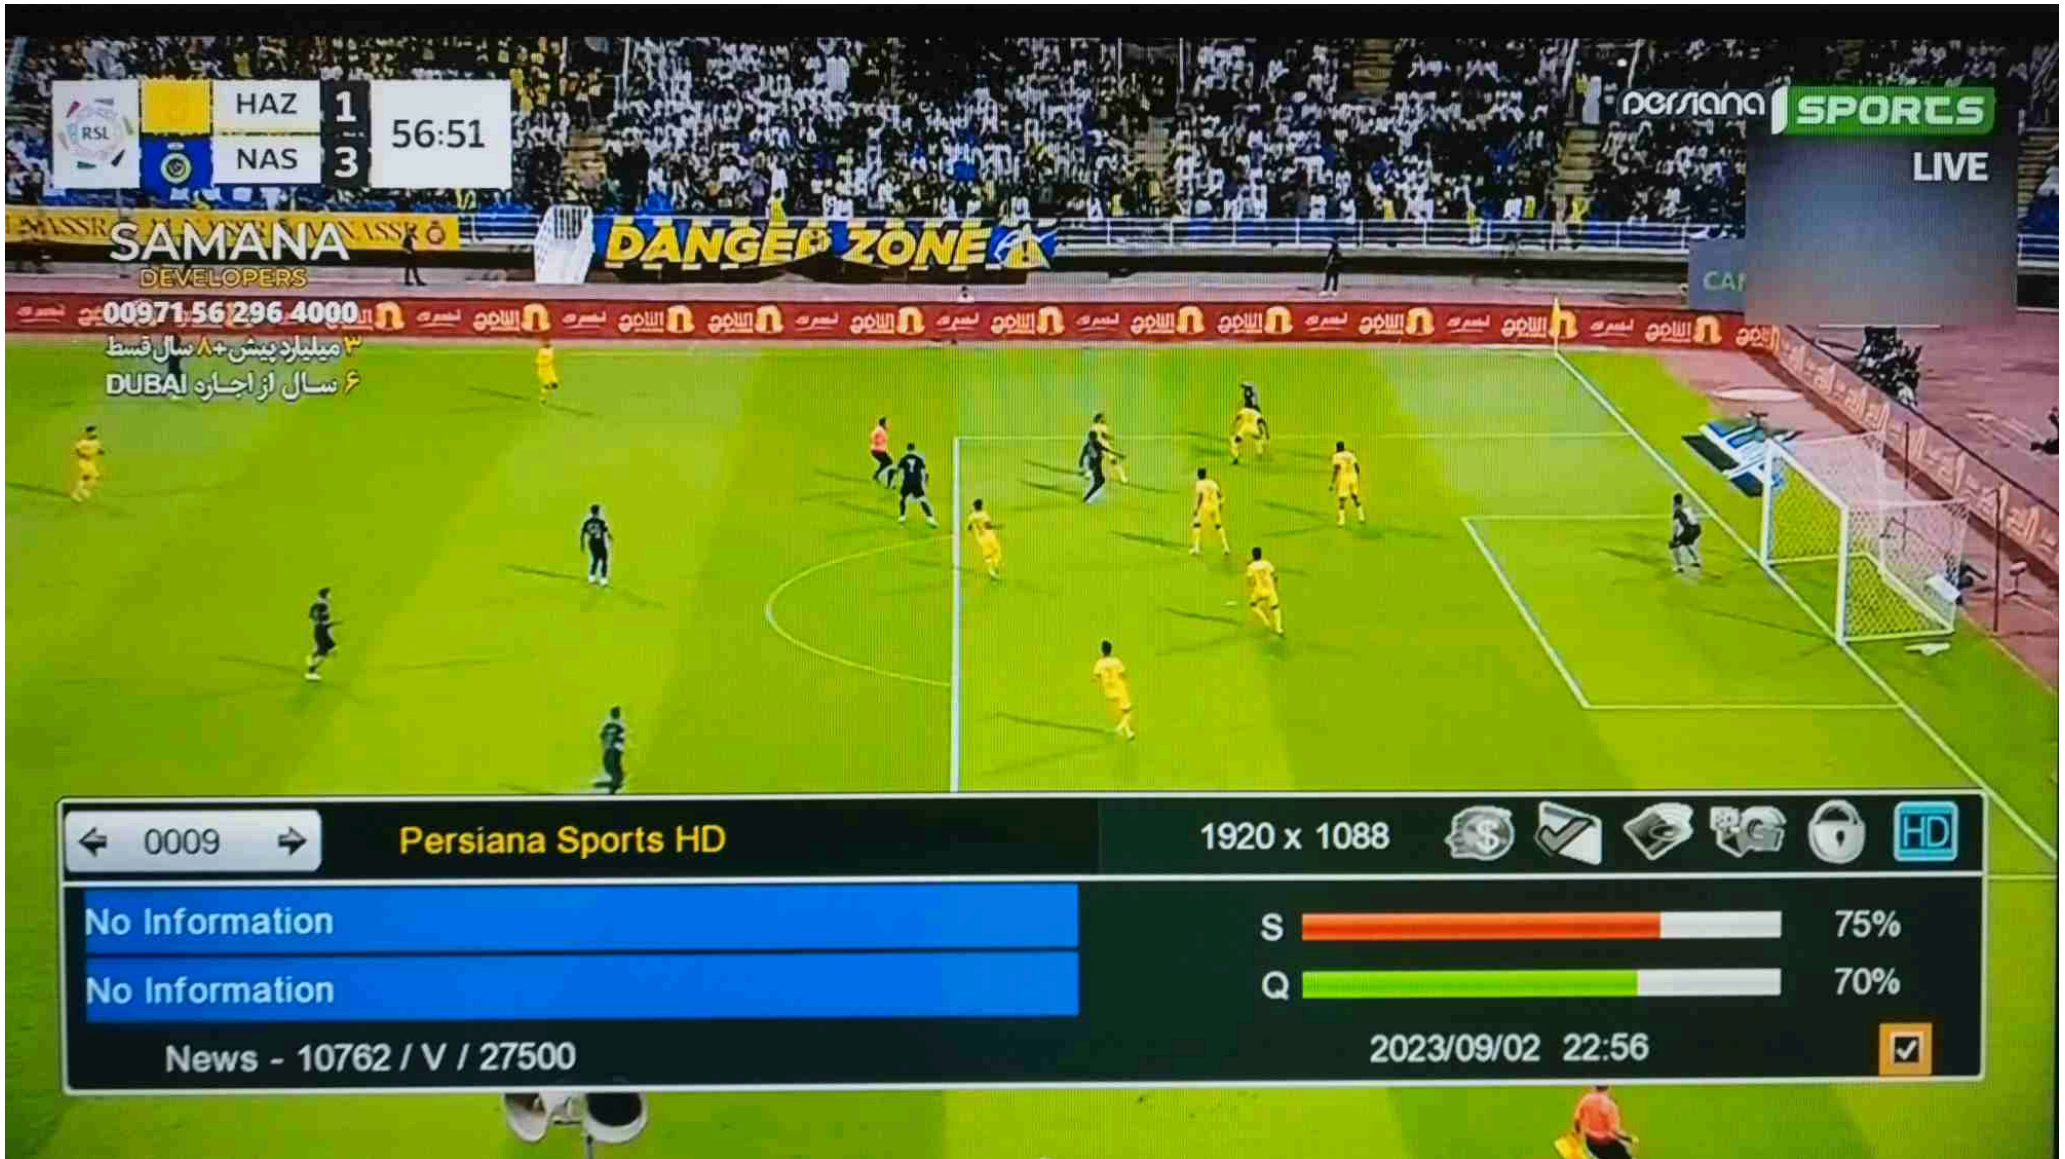 RSL
HAZ 1
NAS 3
56:51
persiana SPORTS
LIVE
DANGER ZONE
SAMANA
DEVELOPERS
00971 56 296 4000
۳ میلیارد پیش+۸ سال قسط
۶ سال از اجاره DUBAI
0009
Persiana Sports HD
1920 x 1088
HD
No Information
No Information
S 75%
Q 70%
News - 10762 / V / 27500
2023/09/02 22:56